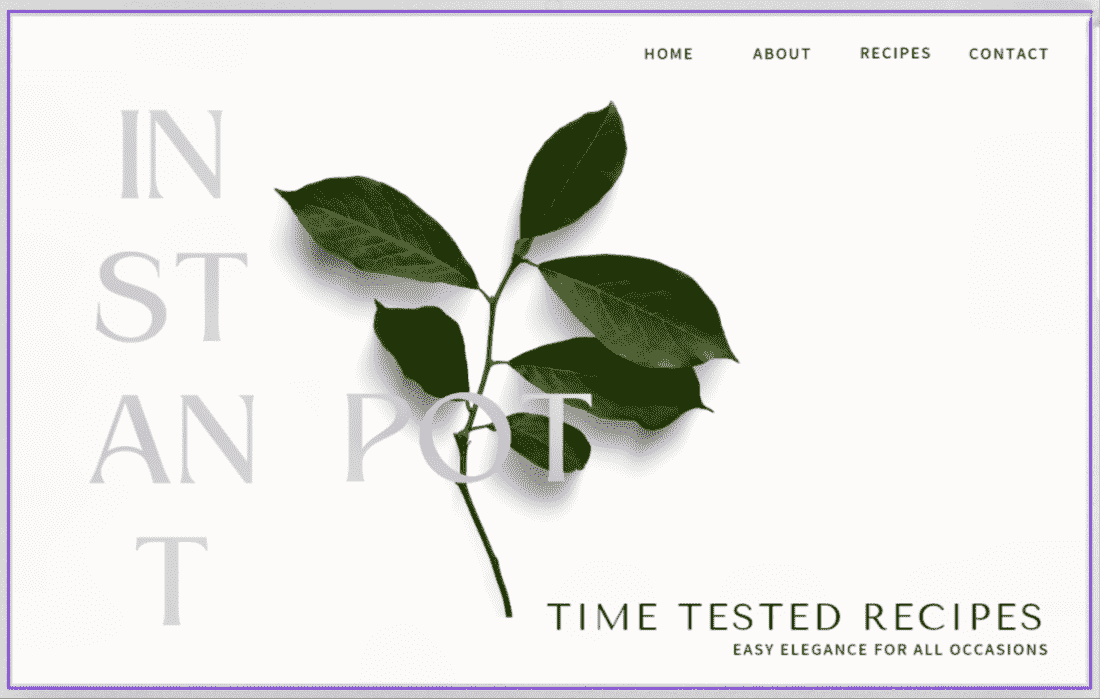 HOME ABOUT RECIPES CONTACT
IN
ST
AN POT
T
TIME TESTED RECIPES
EASY ELEGANCE FOR ALL OCCASIONS